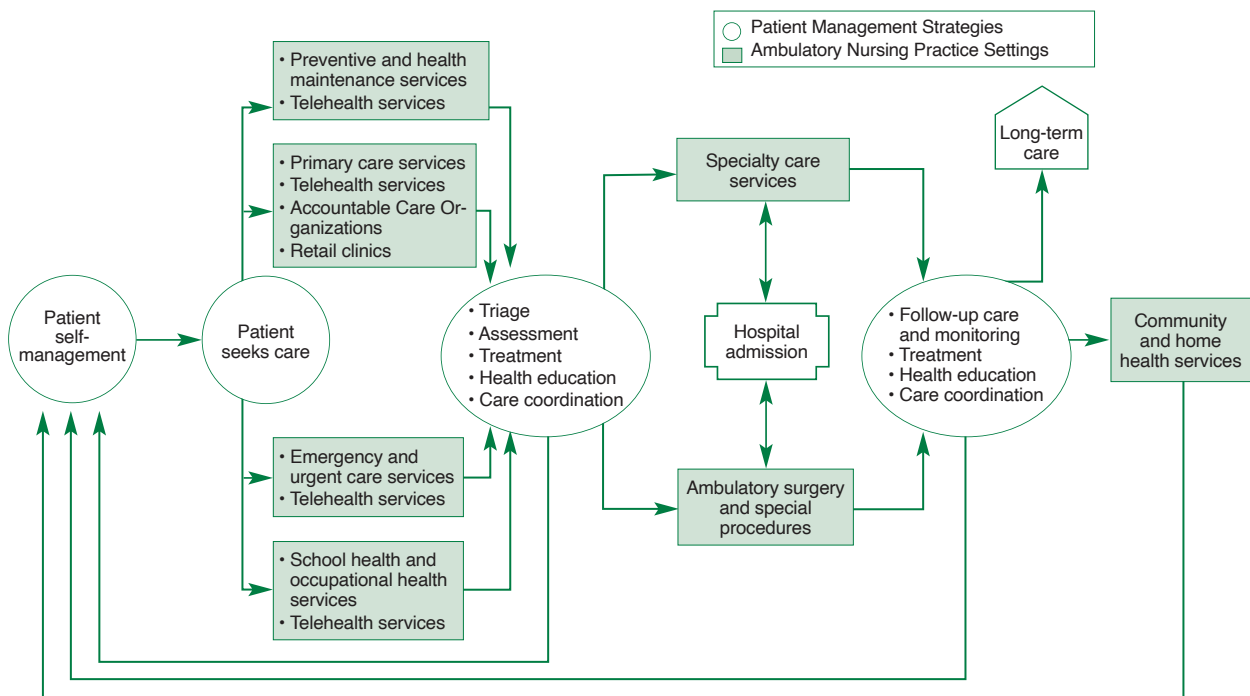 Patient Management Strategies
Ambulatory Nursing Practice Settings
• Preventive and health
maintenance services
• Telehealth services
• Primary care services
• Telehealth services
• Accountable Care Or-
ganizations
• Retail clinics
Patient
self-
management
Patient
seeks care
• Emergency and
urgent care services
• Telehealth services
• School health and
occupational health
services
• Telehealth services
• Triage
• Assessment
• Treatment
• Health education
• Care coordination
Specialty care
services
Hospital
admission
Ambulatory surgery
and special
procedures
• Follow-up care
and monitoring
• Treatment
• Health education
• Care coordination
Long-term
care
Community
and home
health services